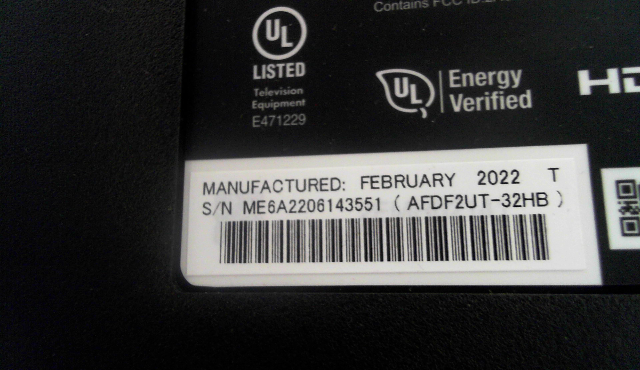 Contains FCC ID:
UL
LISTED
Television
Equipment
E471229
UL
Energy
Verified
MANUFACTURED: FEBRUARY 2022 T
S/N ME6A2206143551 ( AFDF2UT-32HB )